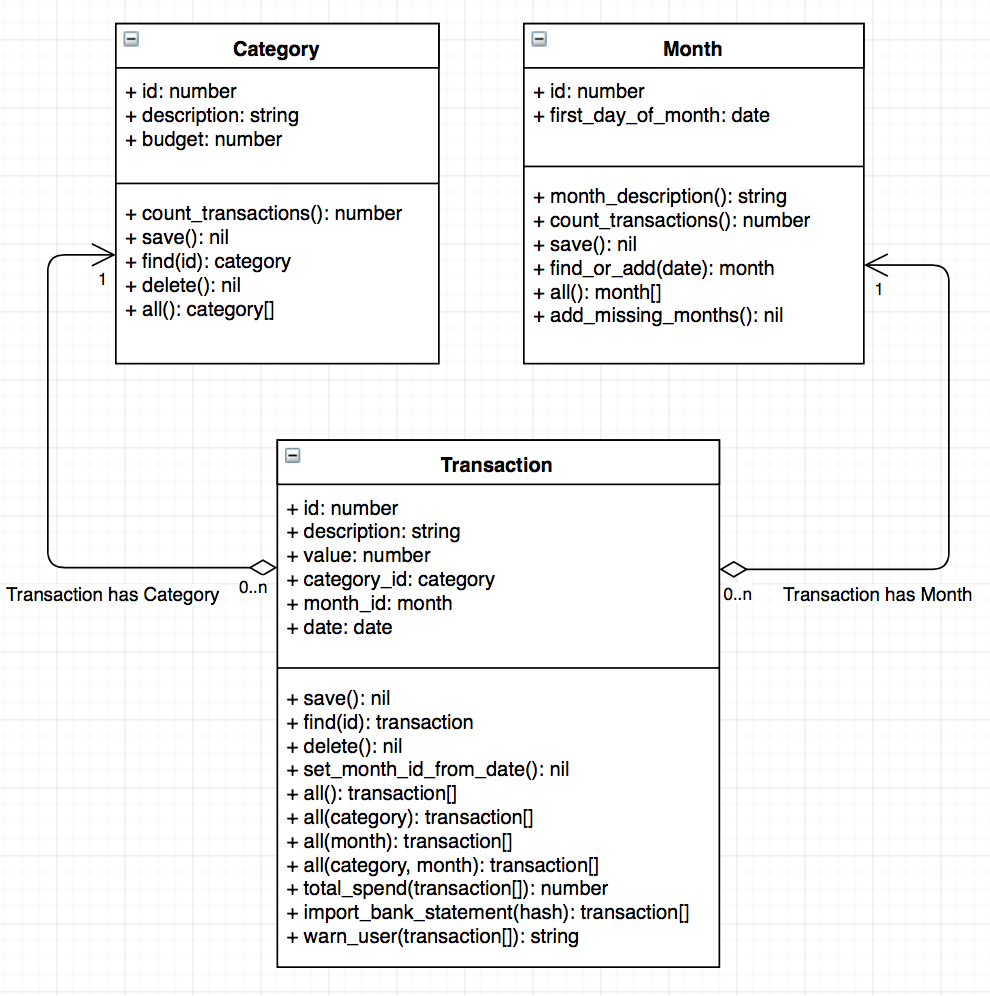 Category
+ id: number
+ description: string
+ budget: number
+ count_transactions(): number
+ save(): nil
+ find(id): category
+ delete(): nil
+ all(): category[]
1
Month
+ id: number
+ first_day_of_month: date
+ month_description(): string
+ count_transactions(): number
+ save(): nil
+ find_or_add(date): month
+ all(): month[]
+ add_missing_months(): nil
1
Transaction
+ id: number
+ description: string
+ value: number
+ category_id: category
+ month_id: month
+ date: date
+ save(): nil
+ find(id): transaction
+ delete(): nil
+ set_month_id_from_date(): nil
+ all(): transaction[]
+ all(category): transaction[]
+ all(month): transaction[]
+ all(category, month): transaction[]
+ total_spend(transaction[]): number
+ import_bank_statement(hash): transaction[]
+ warn_user(transaction[]): string
Transaction has Category
0..n
0..n
Transaction has Month